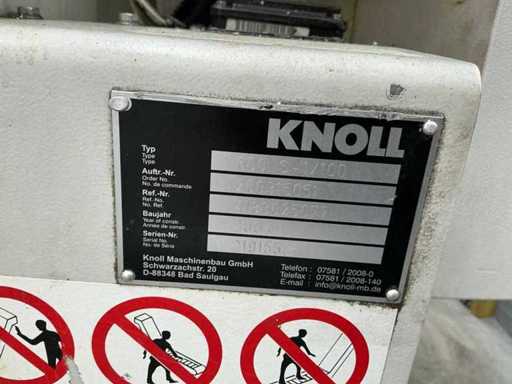 KNOLL
Typ
Type
Type
Auftr.-Nr.
Order No.
No. de commande
Ref.-Nr.
Ref.-No.
No. Ref.
Baujahr
Year of constr.
Année de constr.
Serien-Nr.
Serial No.
No. de Série
Knoll Maschinenbau GmbH
Schwarzachstr. 20
D-88348 Bad Saulgau
Telefon : 07581 / 2008-0
Telefax : 07581 / 2008-140
E-mail : info@knoll-mb.de